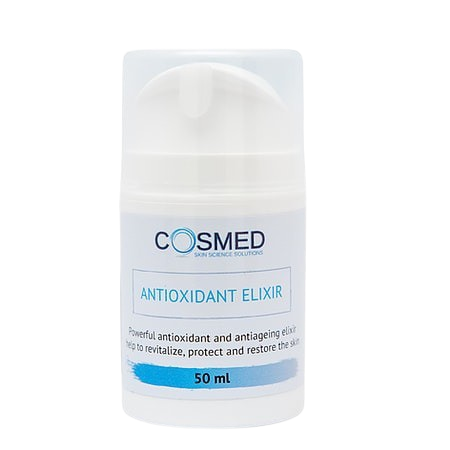 COSMED
SKIN SCIENCE SOLUTIONS
ANTIOXIDANT ELIXIR
Powerful antioxidant and antiageing elixir
help to revitalize, protect and restore the skin
50 ml